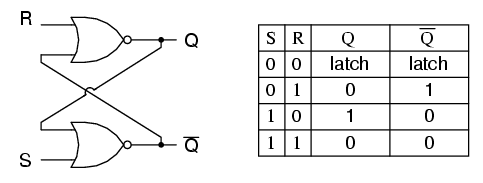 R
Q
Q̅
S
S R Q Q̅
0 0 latch latch
0 1 0 1
1 0 1 0
1 1 0 0